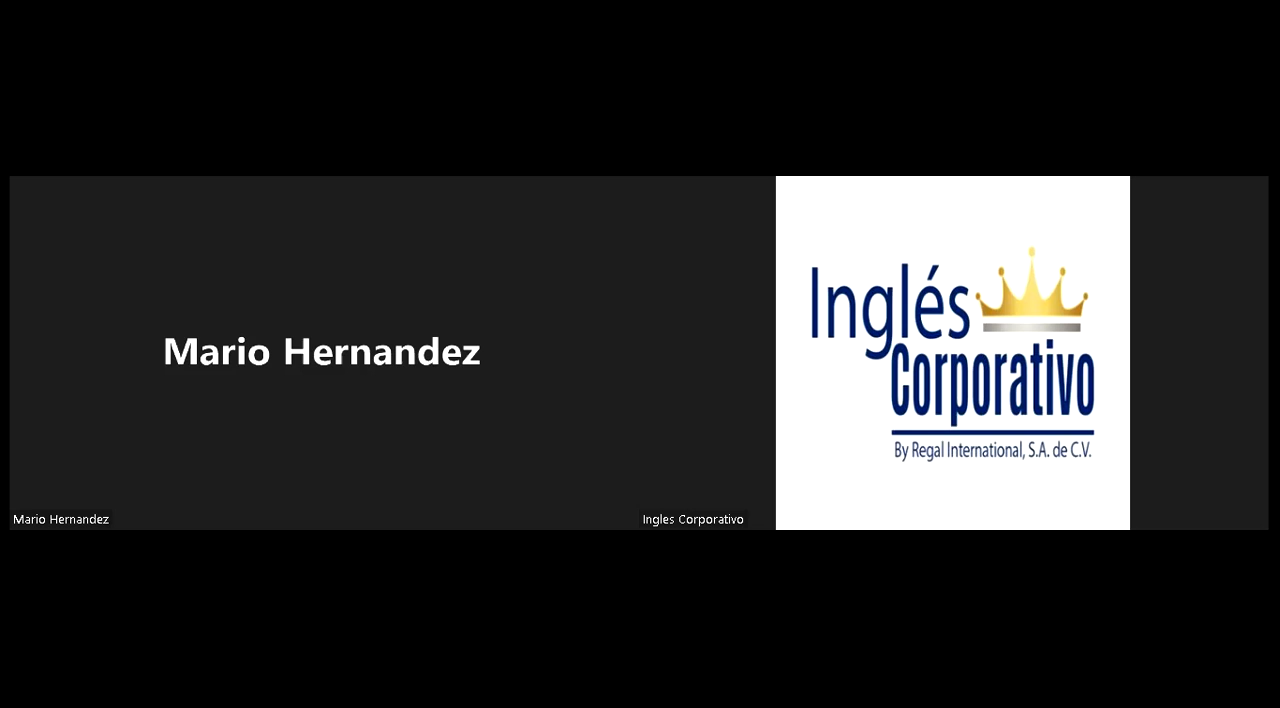 Mario Hernandez
Mario Hernandez
Inglés
Corporativo
By Regal International, S.A. de C.V.
Ingles Corporativo